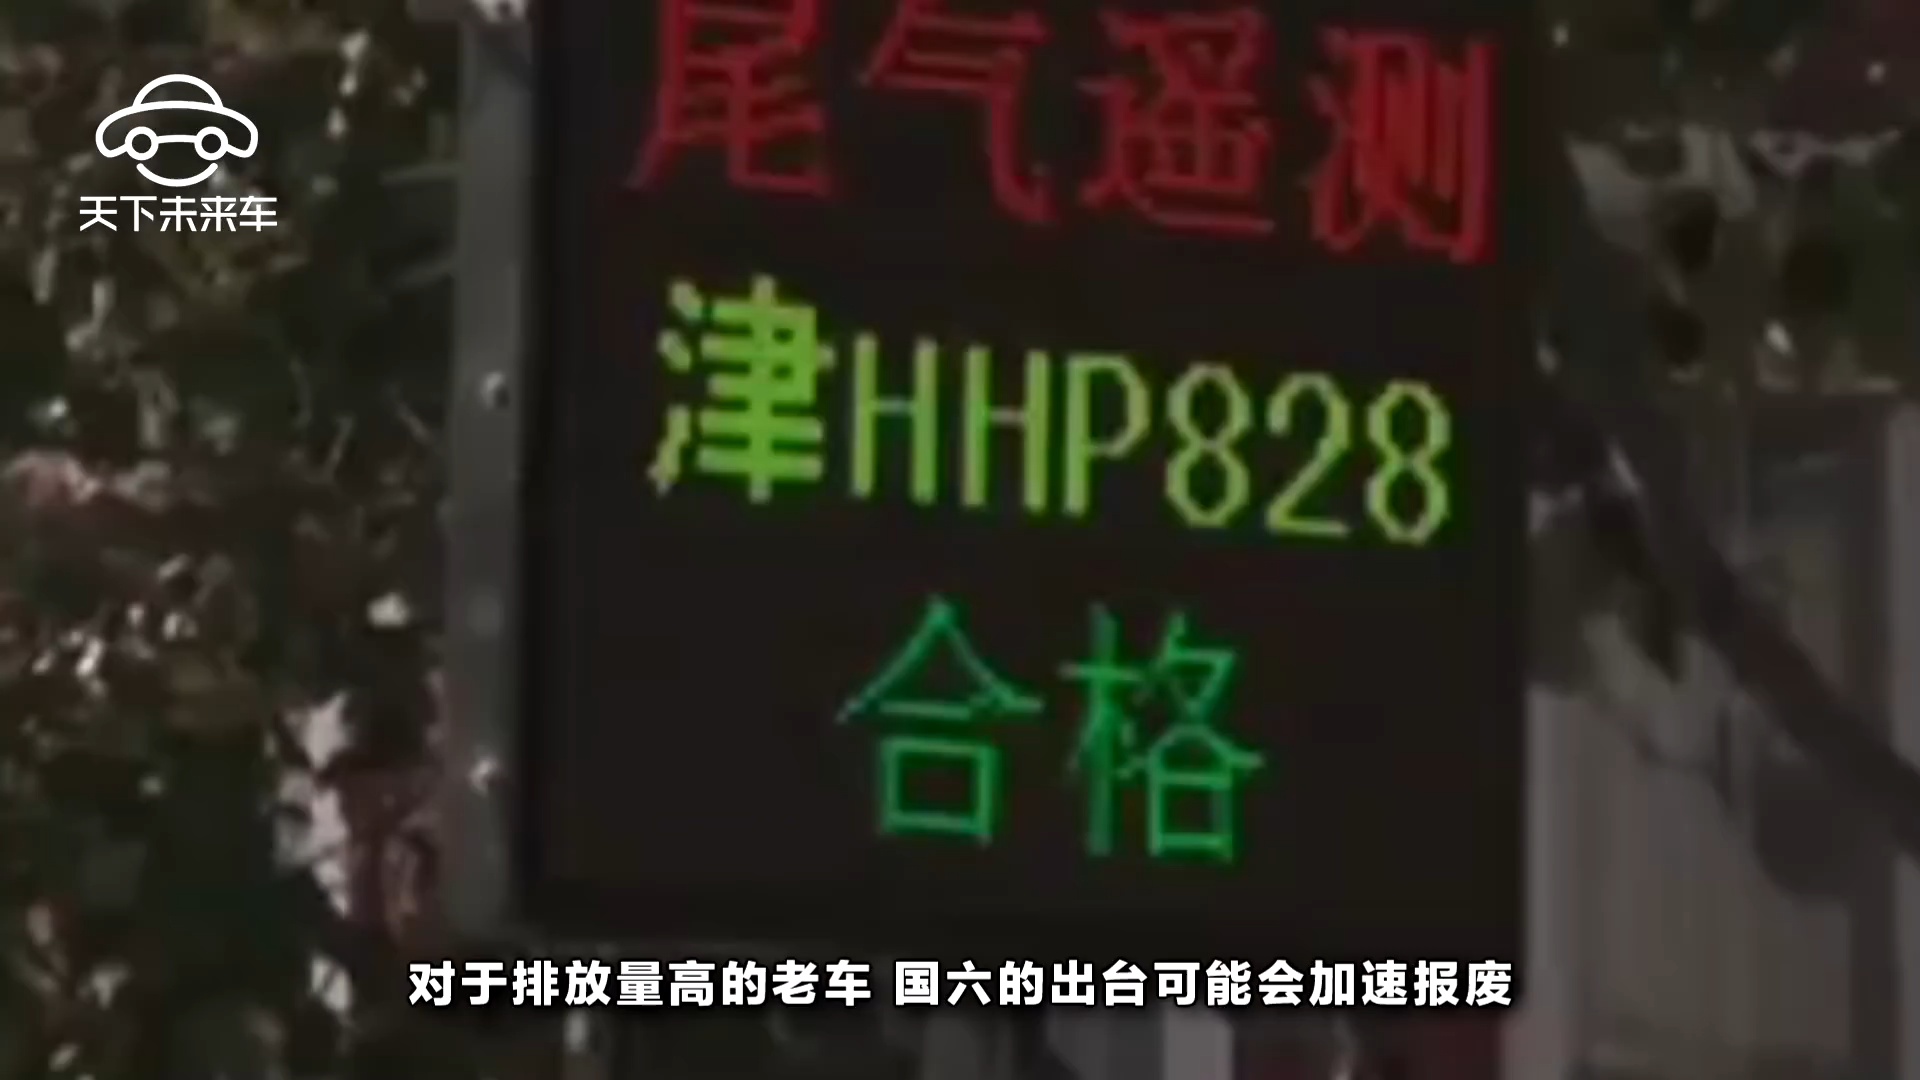 尾气遥测
天下未来车
津HHP828
合格
对于排放量高的老车 国六的出台可能会加速报废